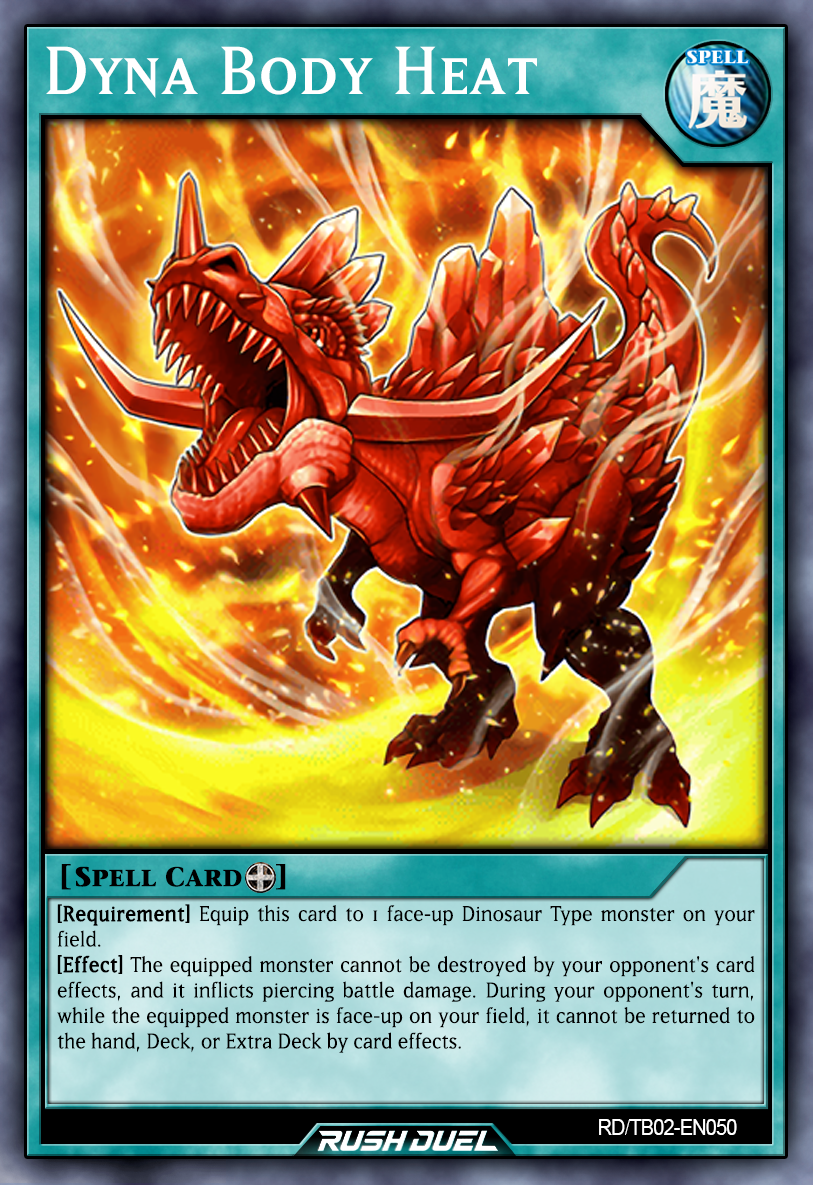 Dyna Body Heat
SPELL
魔
[Spell Card]
[Requirement] Equip this card to 1 face-up Dinosaur Type monster on your
field.
[Effect] The equipped monster cannot be destroyed by your opponent's card
effects, and it inflicts piercing battle damage. During your opponent's turn,
while the equipped monster is face-up on your field, it cannot be returned to
the hand, Deck, or Extra Deck by card effects.
RD/TB02-EN050
RUSH DUEL